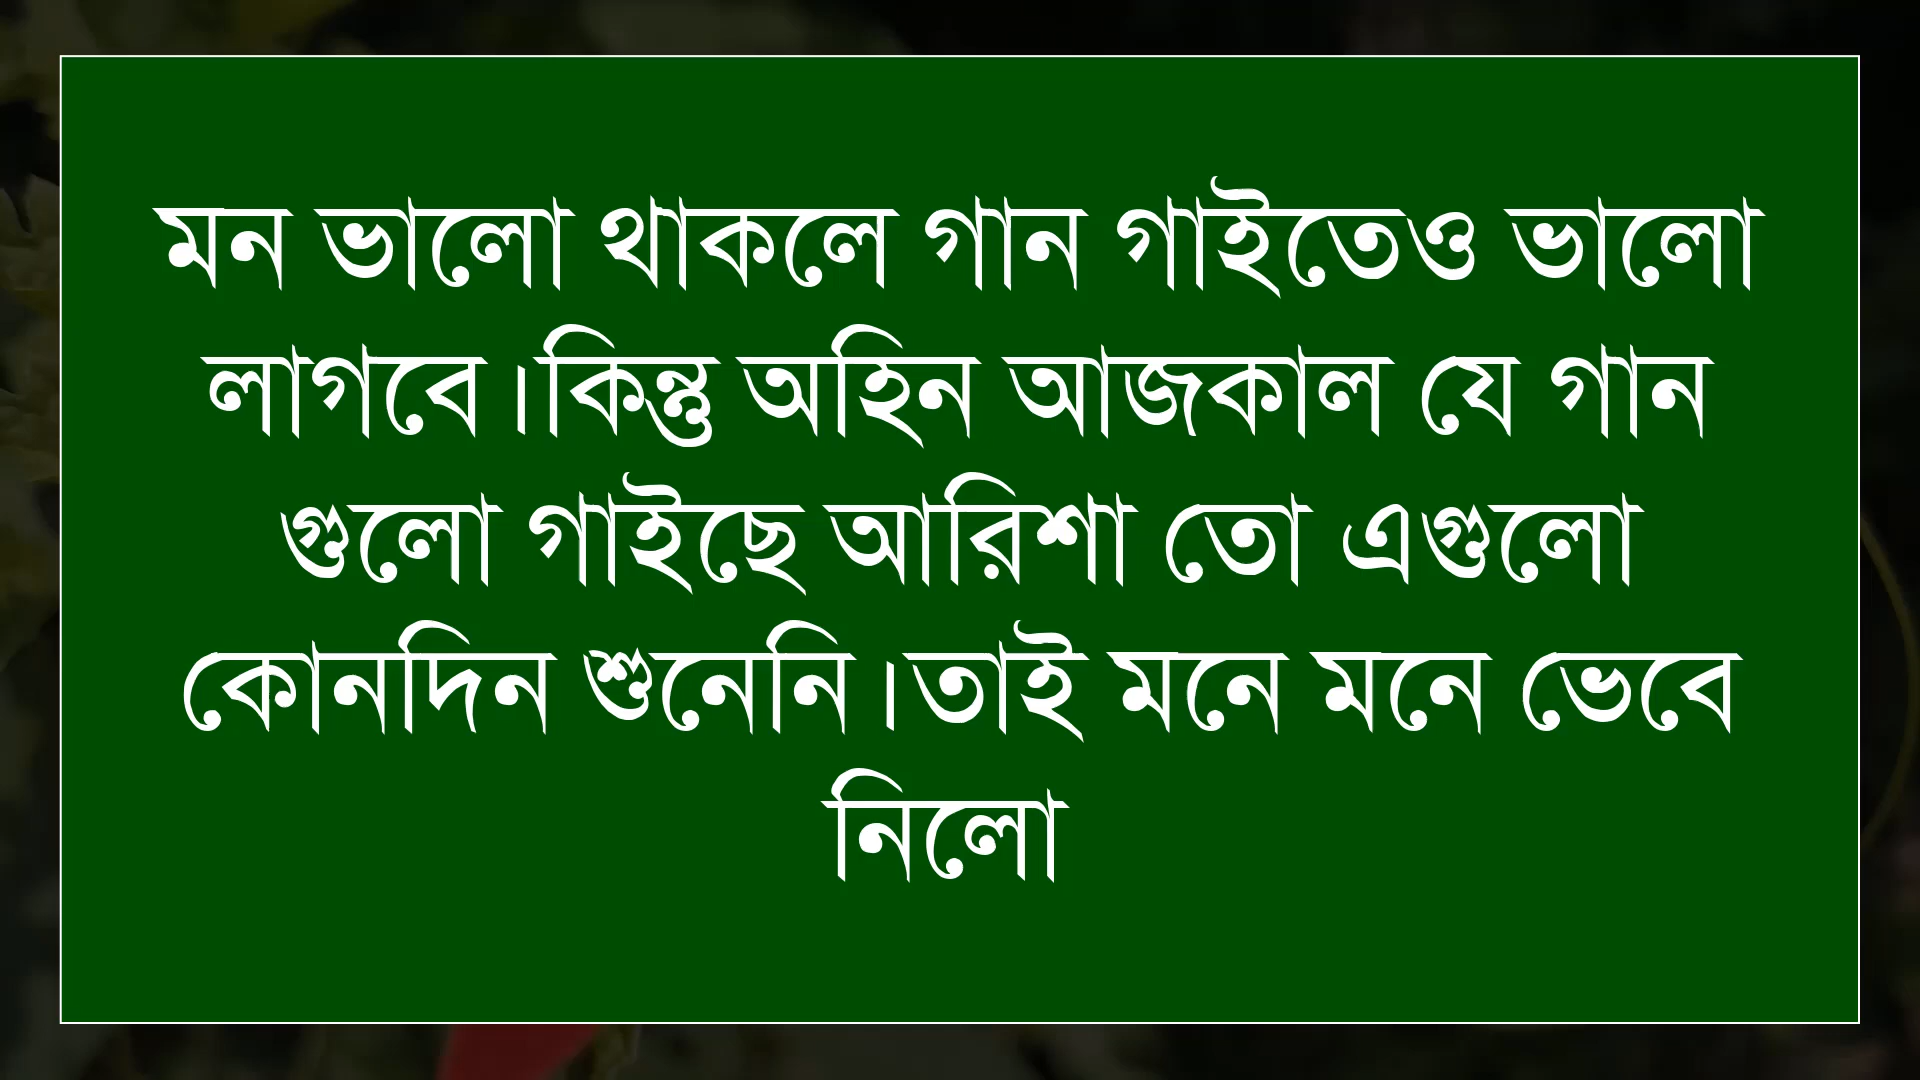 মন ভালো থাকলে গান গাইতেও ভালো
লাগবে।কিন্তু অহিন আজকাল যে গান
গুলো গাইছে আরিশা তো এগুলো
কোনদিন শুনেনি।তাই মনে মনে ভেবে
নিলো